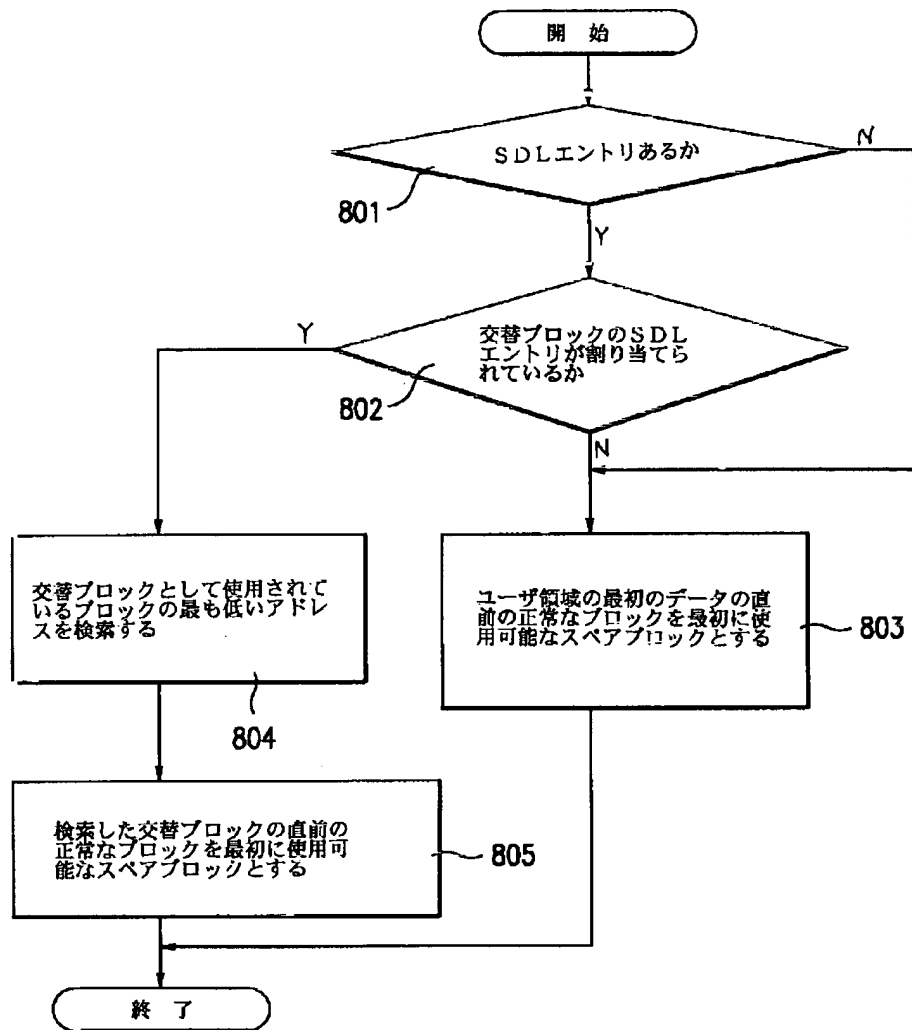 開 始
SDLエントリあるか
N
801
Y
交替ブロックのSDL
エントリが割り当てら
れているか
Y
802
N
交替ブロックとして使用されて
いるブロックの最も低いアドレ
スを検索する
804
ユーザ領域の最初のデータの直
前の正常なブロックを最初に使
用可能なスペアブロックとする
803
検索した交替ブロックの直前の
正常なブロックを最初に使用可
能なスペアブロックとする
805
終 了